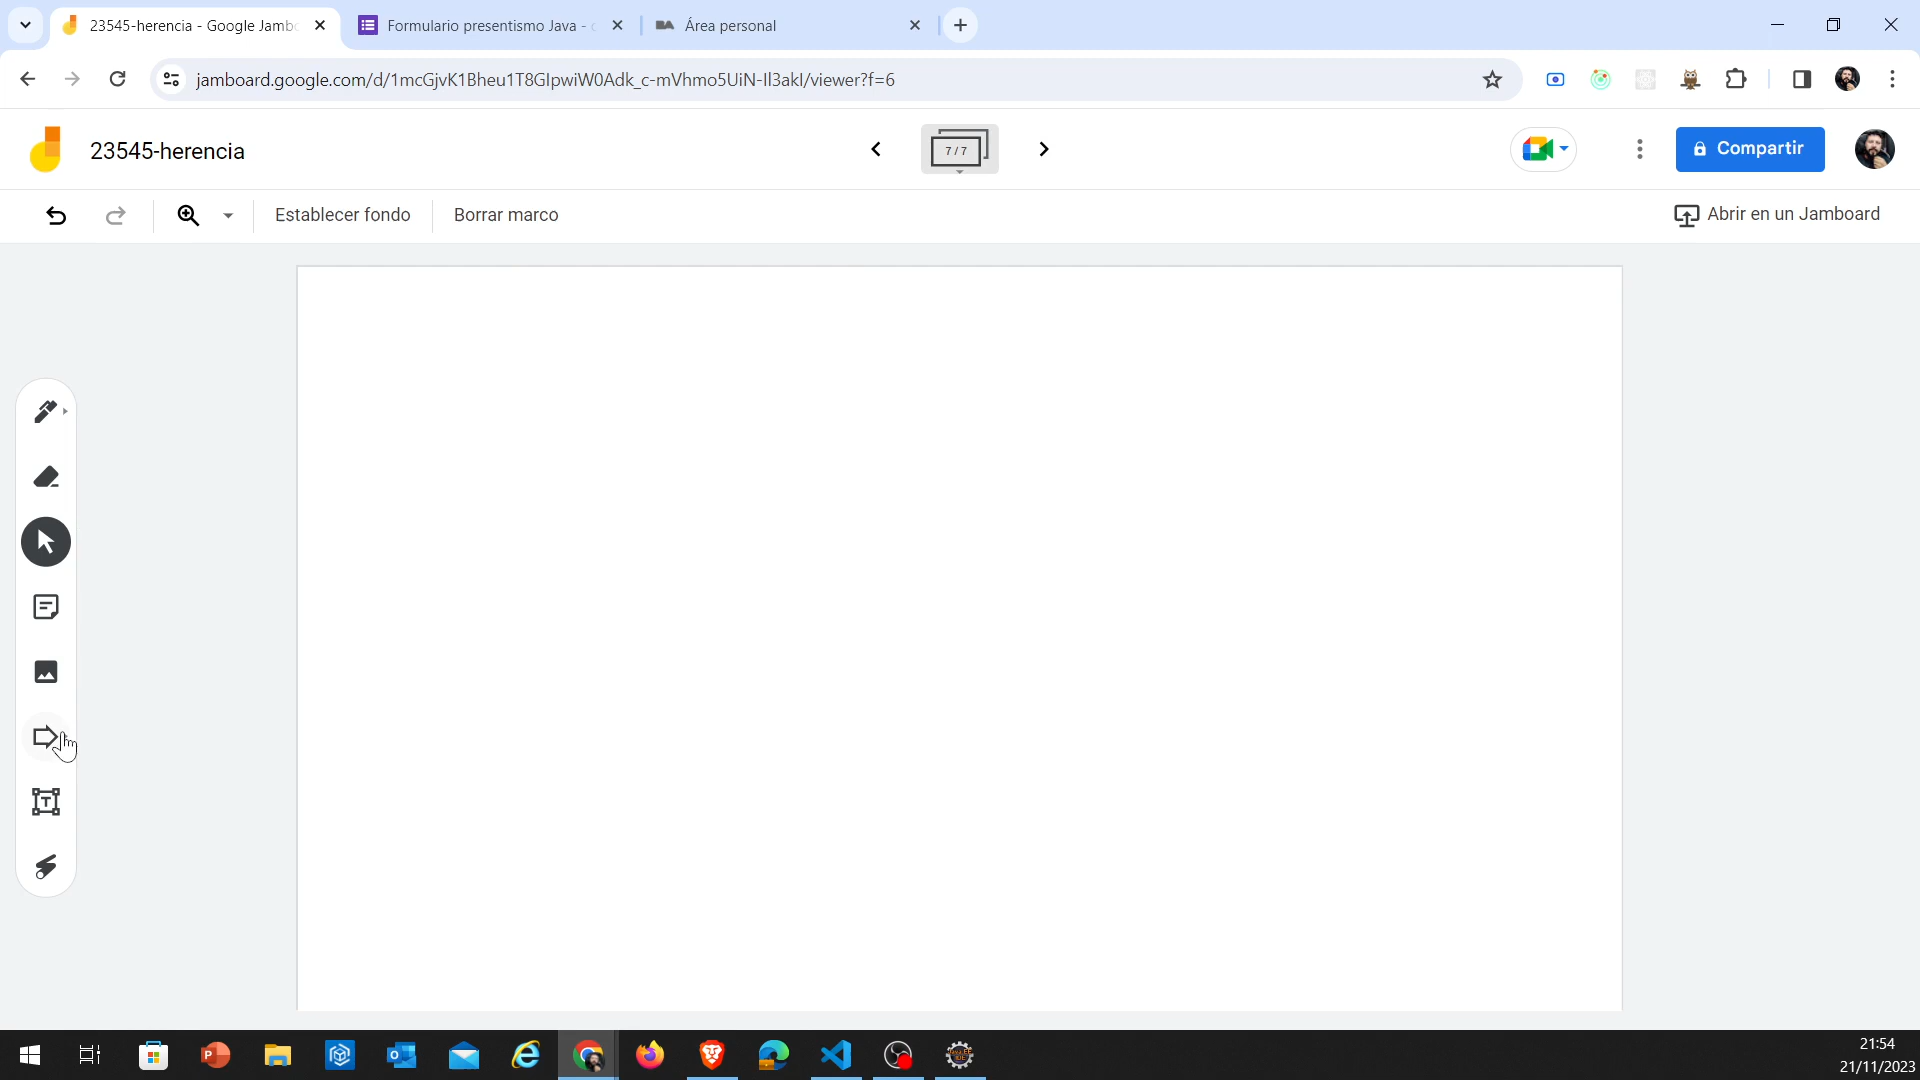 23545-herencia - Google Jamb
Formulario presentismo Java -
Área personal
jamboard.google.com/d/1mcGjvK1Bheu1T8GlpwiW0Adk_c-mVhmo5UiN-Il3akI/viewer?f=6
23545-herencia
7 / 7
Compartir
Establecer fondo
Borrar marco
Abrir en un Jamboard
21:54
21/11/2023